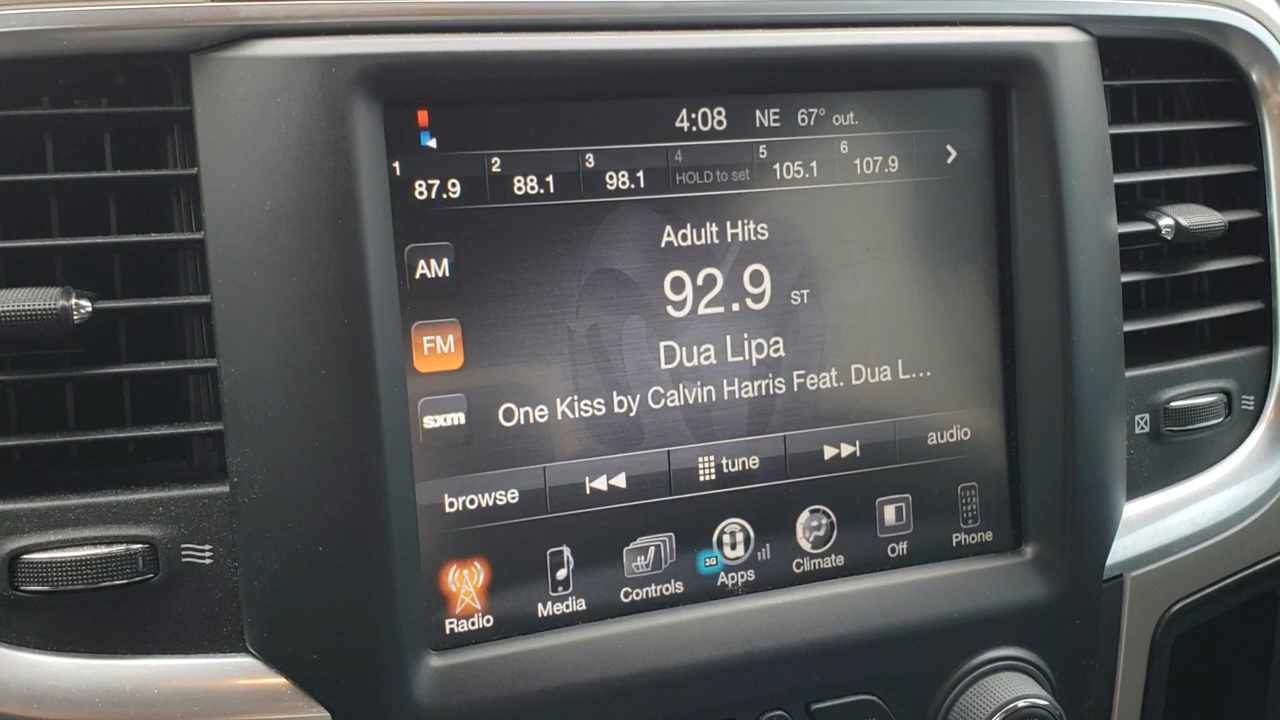 4:08 NE 67° out.
1 87.9 2 88.1 3 98.1 4 HOLD to set 5 105.1 6 107.9
Adult Hits
AM
92.9 ST
FM
Dua Lipa
sxm
One Kiss by Calvin Harris Feat. Dua L...
browse tune audio
3G
Radio Media Controls Apps Climate Off Phone